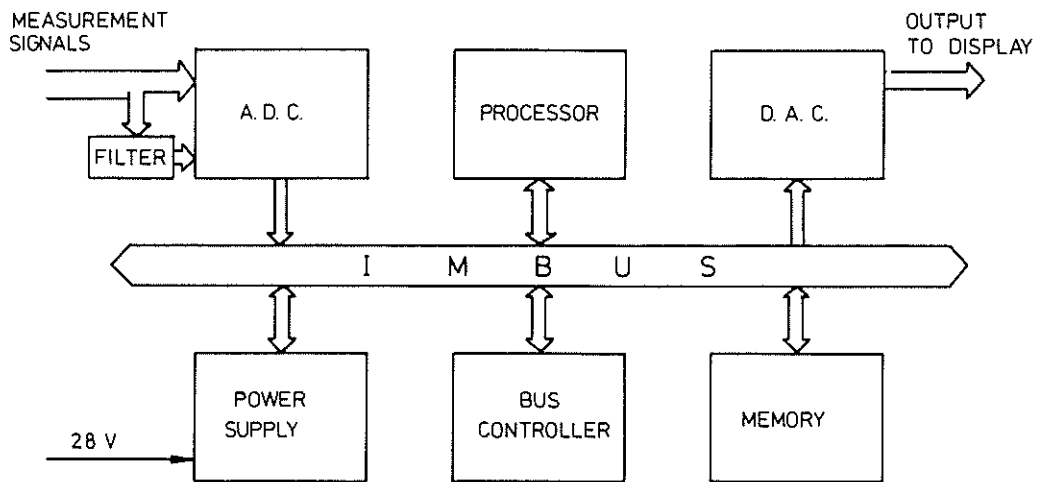 MEASUREMENT
SIGNALS
OUTPUT
TO DISPLAY
A. D. C.
PROCESSOR
D. A. C.
FILTER
I M B U S
POWER
SUPPLY
BUS
CONTROLLER
MEMORY
28 V